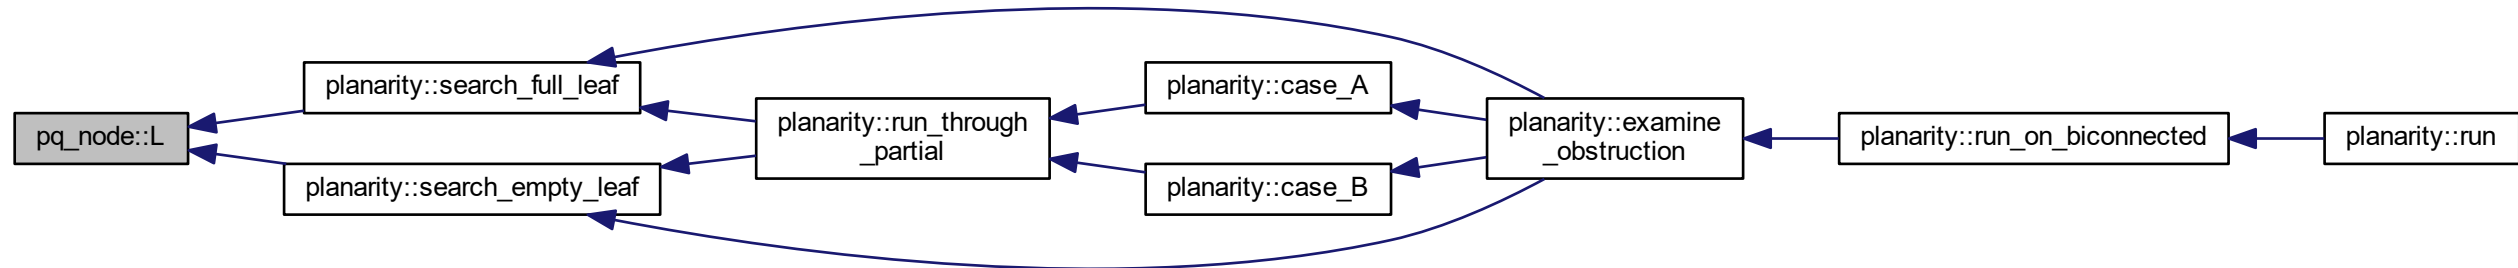 pq_node::L
planarity::search_full_leaf
planarity::search_empty_leaf
planarity::run_through
_partial
planarity::case_A
planarity::case_B
planarity::examine
_obstruction
planarity::run_on_biconnected
planarity::run